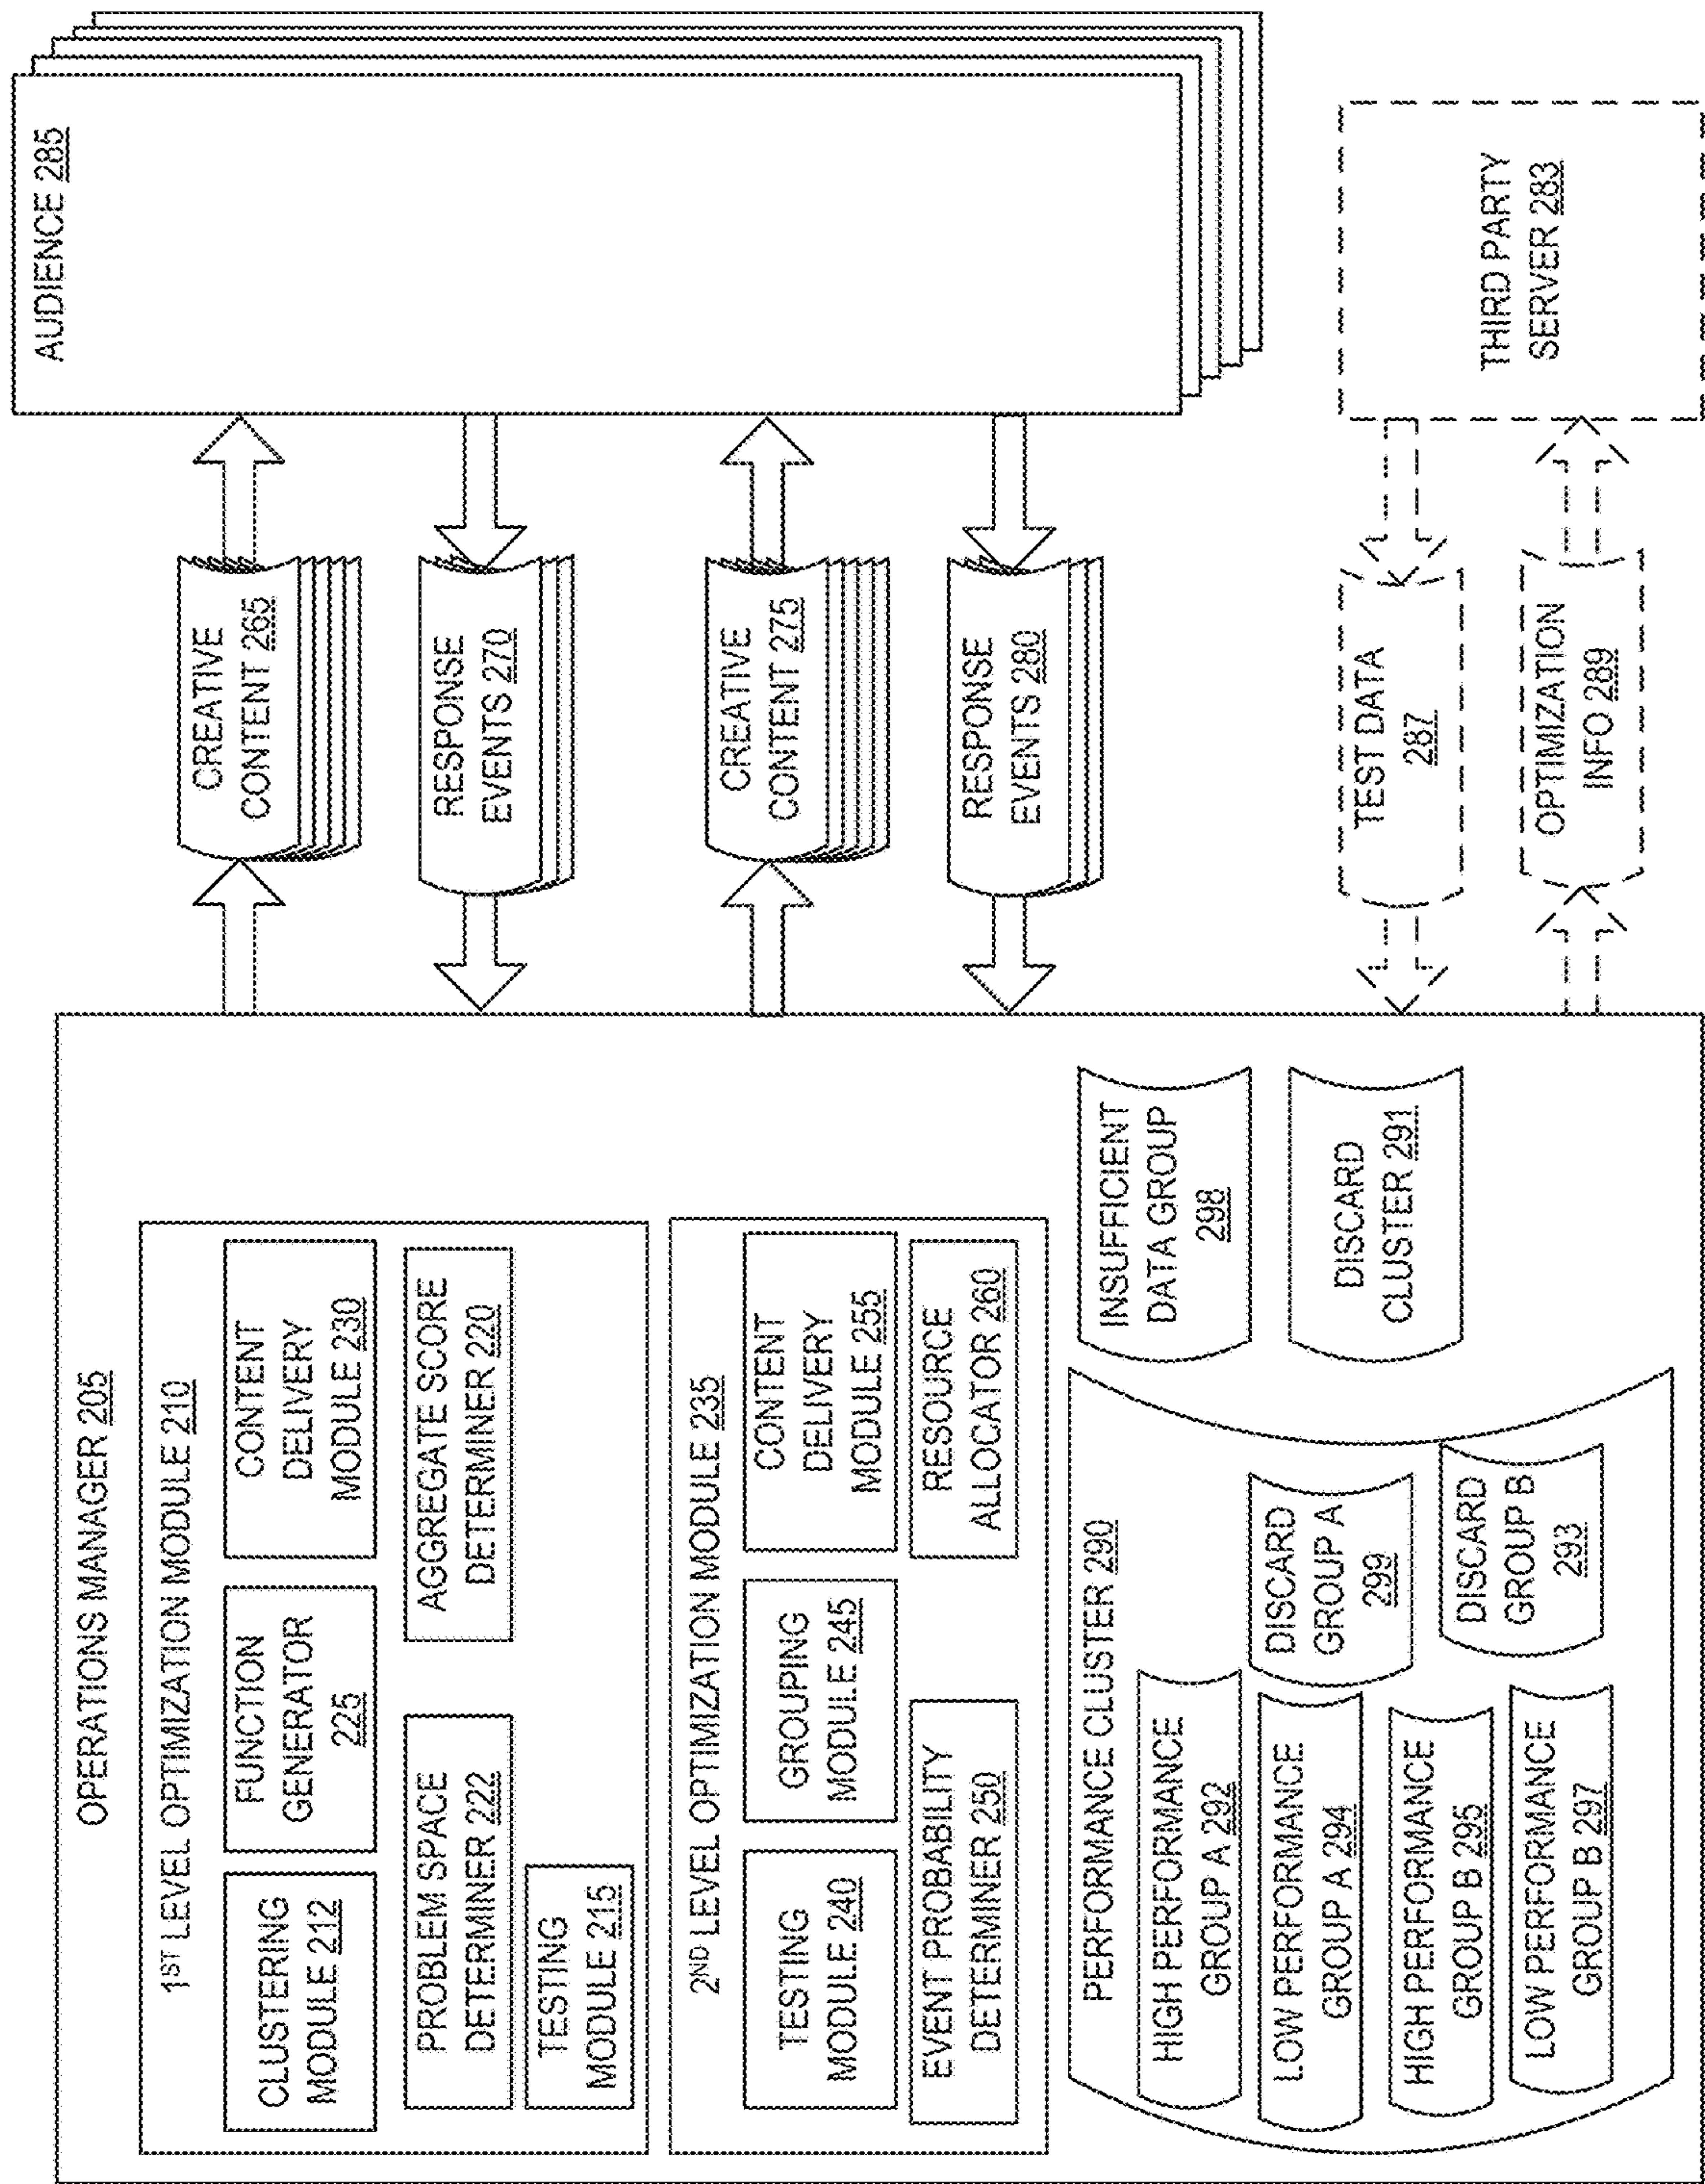 OPERATIONS MANAGER 205
1ST LEVEL OPTIMIZATION MODULE 210
CLUSTERING
MODULE 212
FUNCTION
GENERATOR
225
CONTENT
DELIVERY
MODULE 230
PROBLEM SPACE
DETERMINER 222
AGGREGATE SCORE
DETERMINER 220
TESTING
MODULE 215
2ND LEVEL OPTIMIZATION MODULE 235
TESTING
MODULE 240
GROUPING
MODULE 245
CONTENT
DELIVERY
MODULE 255
EVENT PROBABILITY
DETERMINER 250
RESOURCE
ALLOCATOR 260
PERFORMANCE CLUSTER 290
HIGH PERFORMANCE
GROUP A 292
LOW PERFORMANCE
GROUP A 294
HIGH PERFORMANCE
GROUP B 295
LOW PERFORMANCE
GROUP B 297
DISCARD
GROUP A
299
DISCARD
GROUP B
293
INSUFFICIENT
DATA GROUP
298
DISCARD
CLUSTER 291
CREATIVE
CONTENT 265
RESPONSE
EVENTS 270
CREATIVE
CONTENT 275
RESPONSE
EVENTS 280
TEST DATA
287
OPTIMIZATION
INFO 289
AUDIENCE 285
THIRD PARTY
SERVER 283